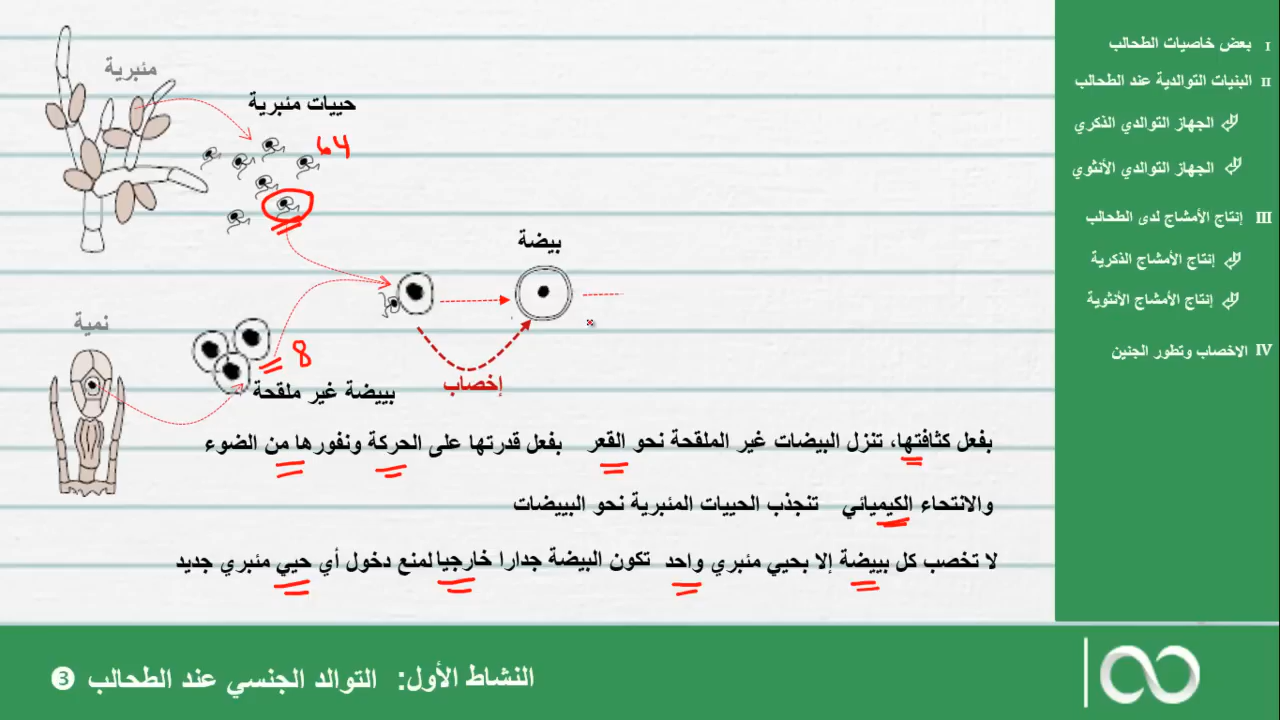 I بعض خاصيات الطحالب
II البنيات التوالدية عند الطحالب
الجهاز التوالدي الذكري
الجهاز التوالدي الأنثوي
III إنتاج الأمشاج لدى الطحالب
إنتاج الأمشاج الذكرية
إنتاج الأمشاج الأنثوية
IV الاخصاب وتطور الجنين
مئبرية
حييات مئبرية
64
بيضة
نمية
8
إخصاب
بييضة غير ملقحة
بفعل كثافتها، تنزل البيضات غير الملقحة نحو القعر بفعل قدرتها على الحركة ونفورها من الضوء
والانتحاء الكيميائي تنجذب الحييات المئبرية نحو البييضات
لا تخصب كل بييضة إلا بحيي مئبري واحد تكون البيضة جدارا خارجيا لمنع دخول أي حيي مئبري جديد
النشاط الأول: التوالد الجنسي عند الطحالب ❸